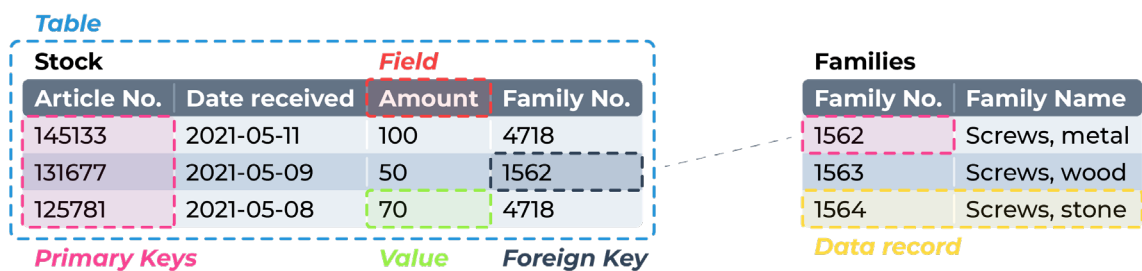 Table
Stock Field Families
Article No. Date received Amount Family No. Family No. Family Name
145133 2021-05-11 100 4718 1562 Screws, metal
131677 2021-05-09 50 1562 1563 Screws, wood
125781 2021-05-08 70 4718 1564 Screws, stone
Primary Keys Value Foreign Key Data record